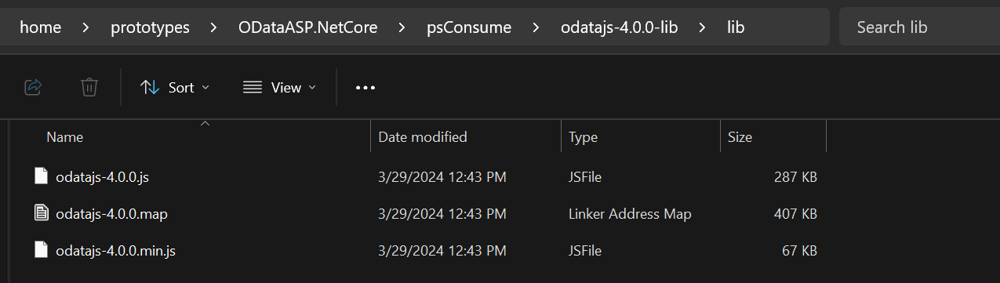 home > prototypes > ODataASP.NetCore > psConsume > odatajs-4.0.0-lib > lib Search lib
Sort View
Name Date modified Type Size
odatajs-4.0.0.js 3/29/2024 12:43 PM JSFile 287 KB
odatajs-4.0.0.map 3/29/2024 12:43 PM Linker Address Map 407 KB
odatajs-4.0.0.min.js 3/29/2024 12:43 PM JSFile 67 KB